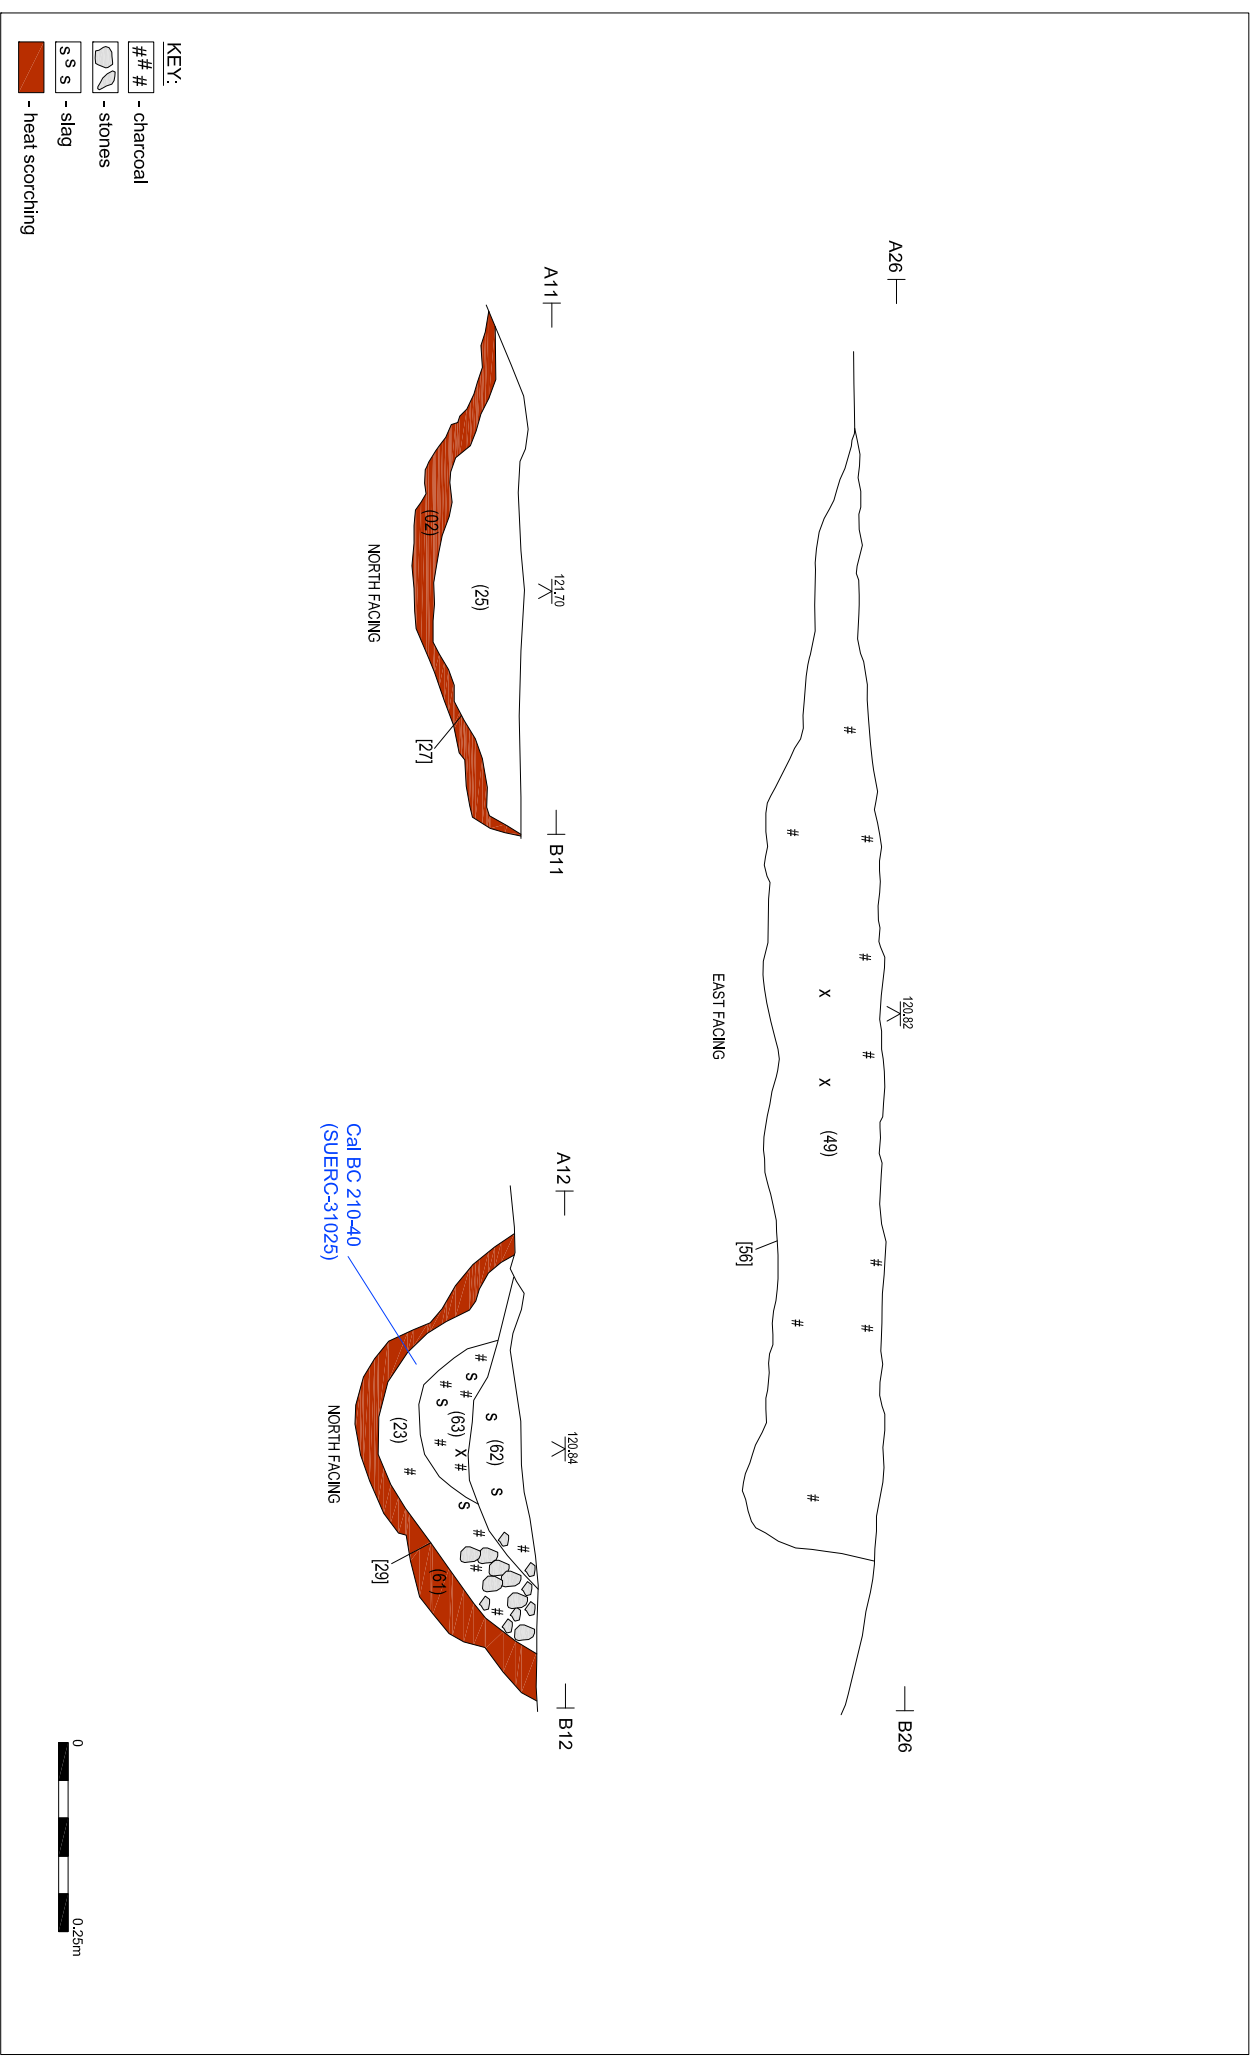 A26
B26
120.82
#
#
#
#
#
#
#
#
#
x
x
(49)
[56]
EAST FACING
A11
B11
121.70
(25)
(02)
[27]
NORTH FACING
A12
B12
120.84
(62)
s
s
#
s
#
s
#
#
(63)
x
#
s
#
#
#
#
(23)
#
(61)
[29]
NORTH FACING
Cal BC 210-40
(SUERC-31025)
KEY:
### - charcoal
- stones
s s s - slag
- heat scorching
0
0.25m